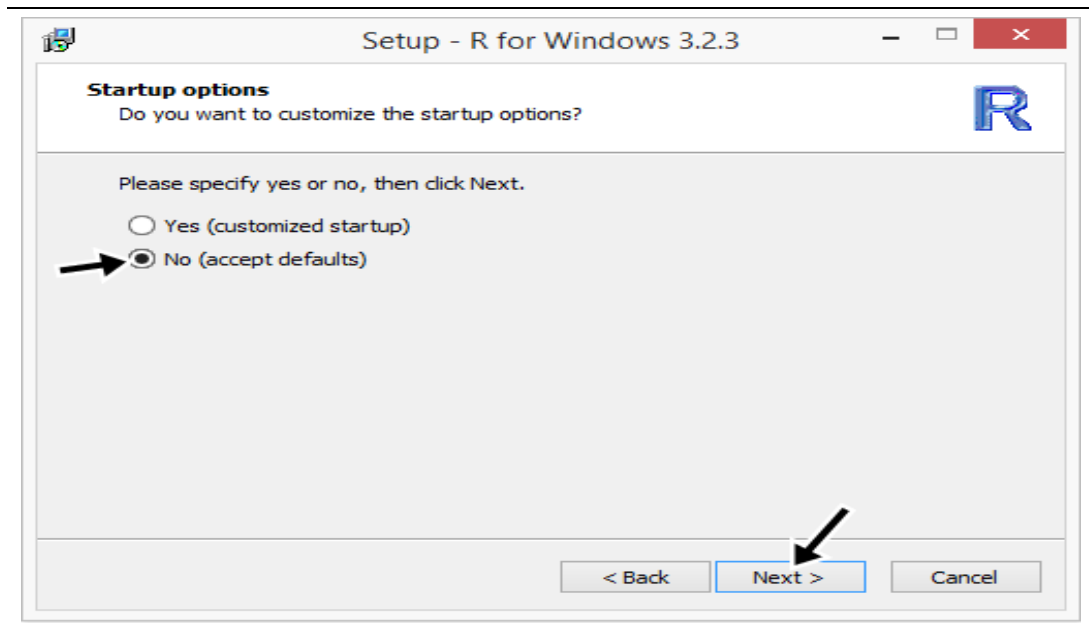 Setup - R for Windows 3.2.3
Startup options
Do you want to customize the startup options?
R
Please specify yes or no, then click Next.
Yes (customized startup)
No (accept defaults)
< Back Next > Cancel